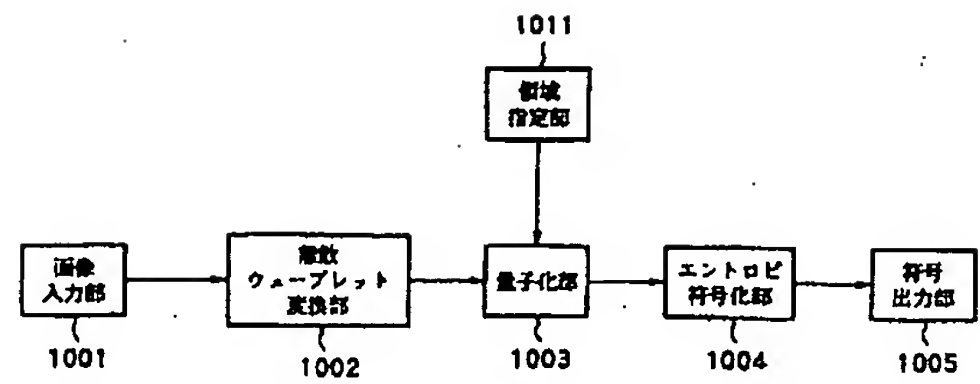 1011
領域
指定部
画像
入力部
離散
ウェーブレット
変換部
量子化部
エントロピ
符号化部
符号
出力部
1001
1002
1003
1004
1005